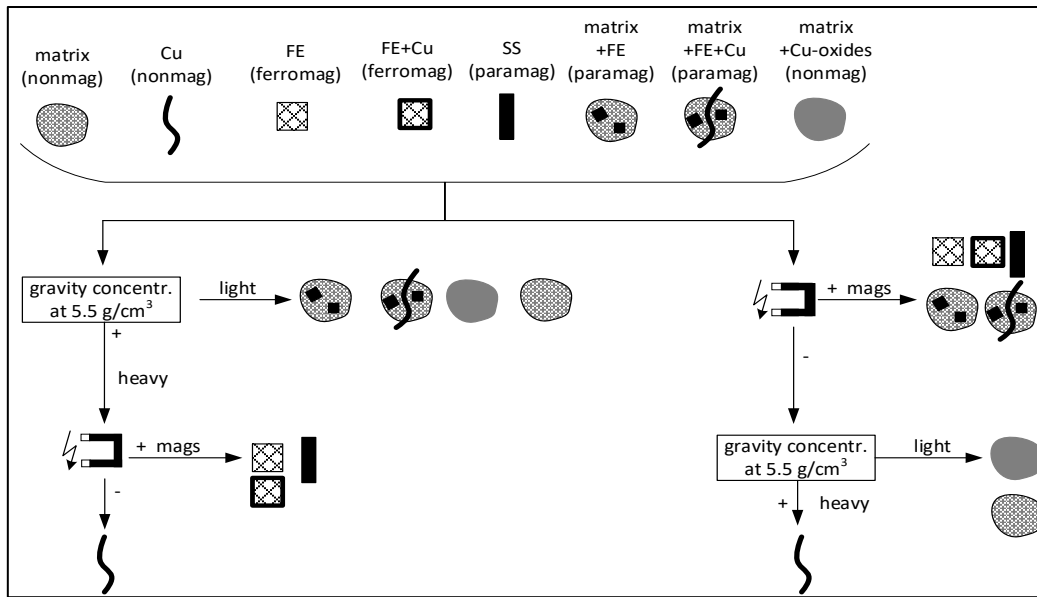 matrix
(nonmag)
Cu
(nonmag)
FE
(ferromag)
FE+Cu
(ferromag)
SS
(paramag)
matrix
+FE
(paramag)
matrix
+FE+Cu
(paramag)
matrix
+Cu-oxides
(nonmag)
gravity concentr.
at 5.5 g/cm³
light
+
heavy
+ mags
-
+ mags
-
gravity concentr.
at 5.5 g/cm³
light
+ heavy